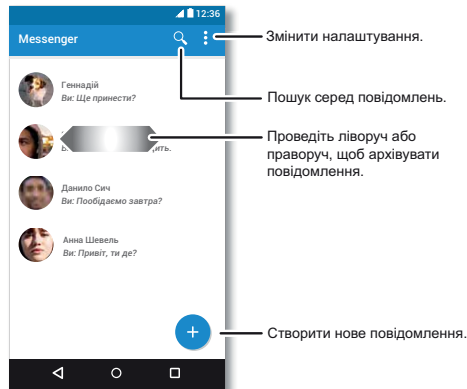 12:36
Messenger
Змінити налаштування.
Геннадій
Ви: Ще принести?
Пошук серед повідомлень.
Проведіть ліворуч або
праворуч, щоб архівувати
повідомлення.
Данило Сич
Ви: Пообідаємо завтра?
Анна Шевель
Ви: Привіт, ти де?
Створити нове повідомлення.